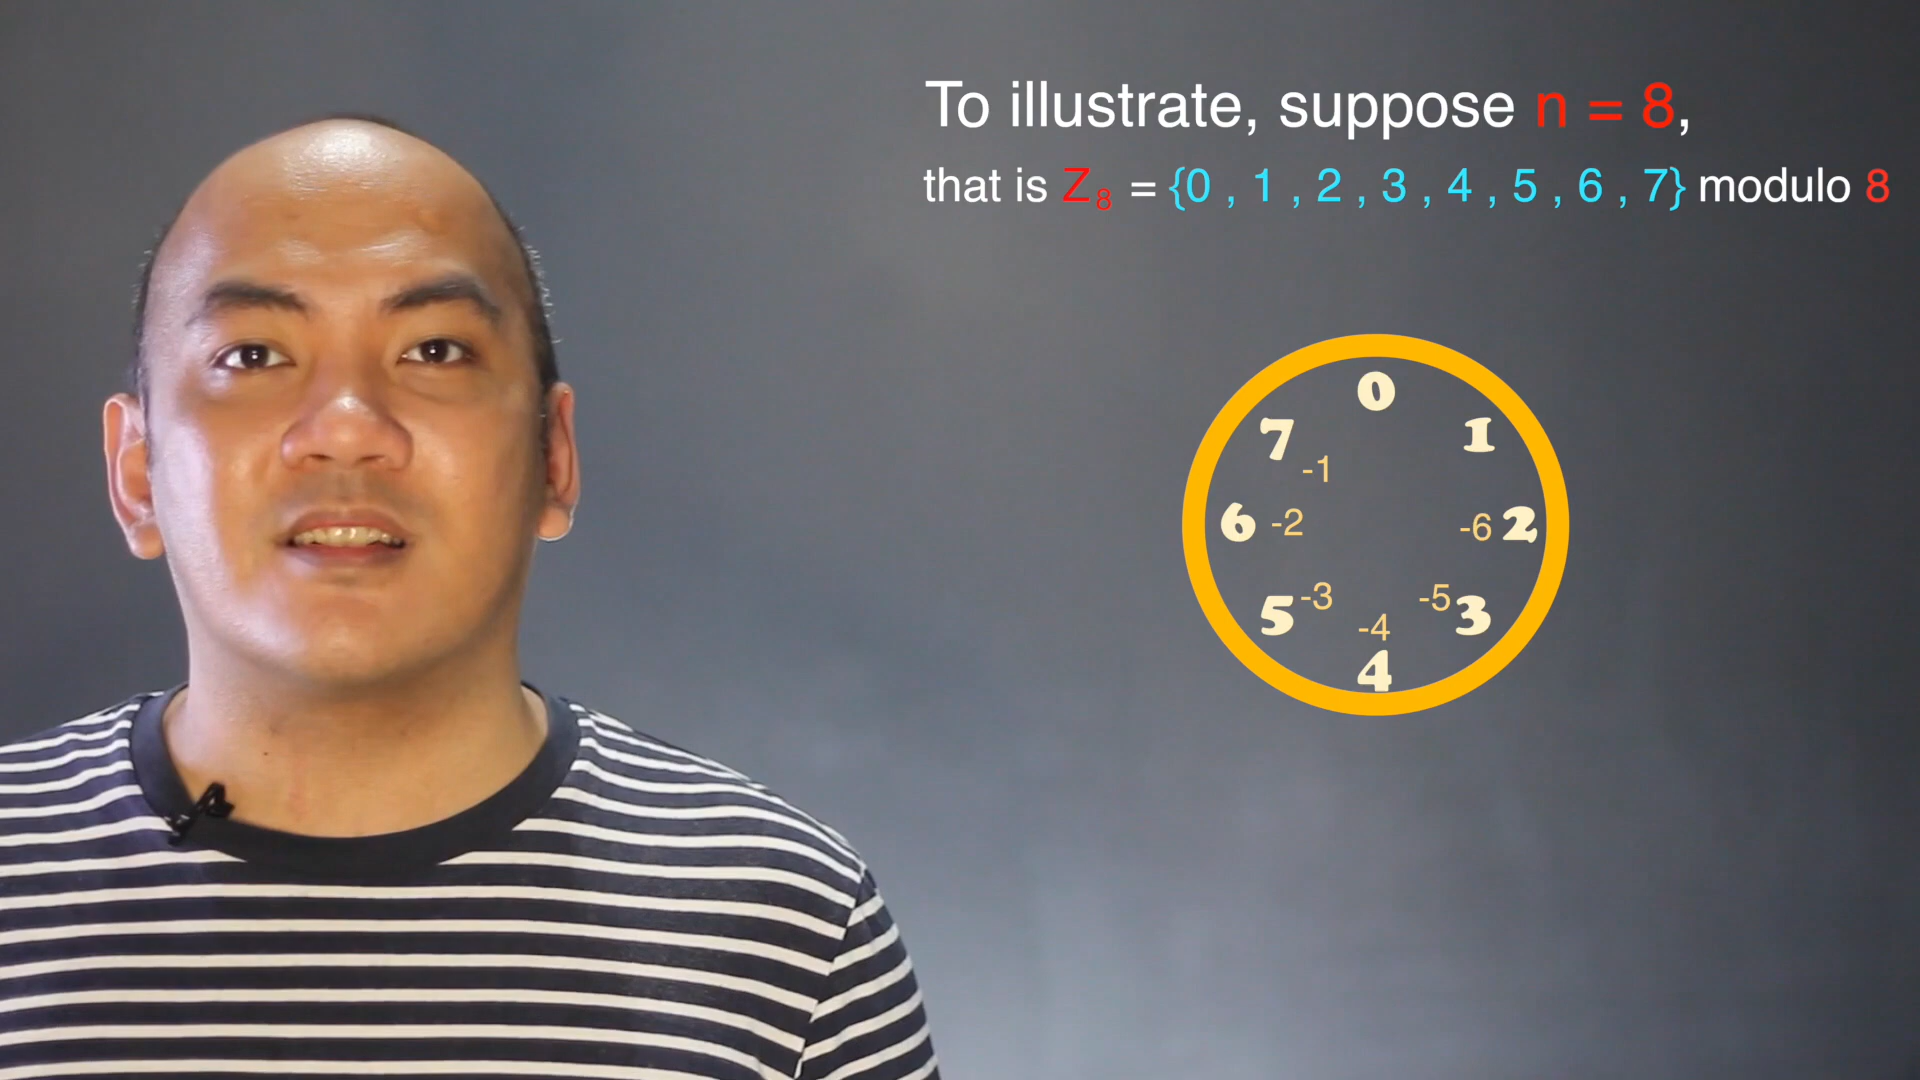 To illustrate, suppose n = 8,
that is Z8 = {0 , 1 , 2 , 3 , 4 , 5 , 6 , 7} modulo 8
0
7 1
-1
6 -2 -6 2
5 -3 -5 3
-4
4